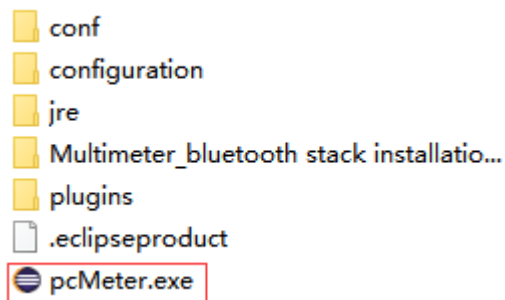 conf
configuration
jre
Multimeter_bluetooth stack installatio...
plugins
.eclipseproduct
pcMeter.exe